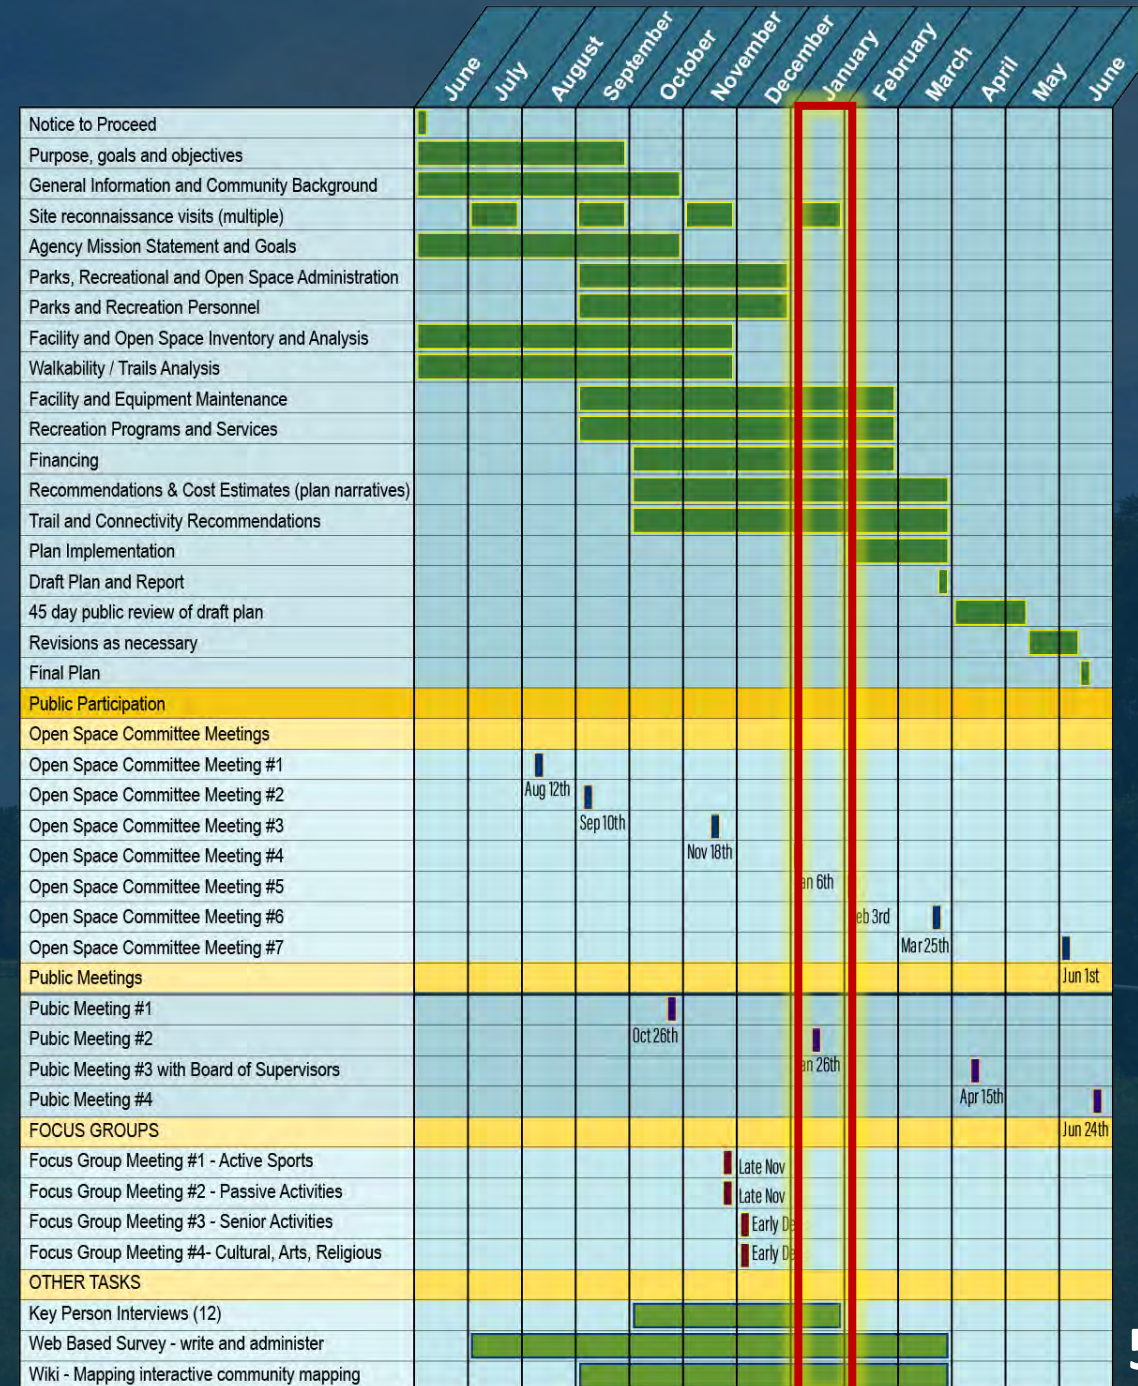 June July August September October November December January February March April May June
Notice to Proceed
Purpose, goals and objectives
General Information and Community Background
Site reconnaissance visits (multiple)
Agency Mission Statement and Goals
Parks, Recreational and Open Space Administration
Parks and Recreation Personnel
Facility and Open Space Inventory and Analysis
Walkability / Trails Analysis
Facility and Equipment Maintenance
Recreation Programs and Services
Financing
Recommendations & Cost Estimates (plan narratives)
Trail and Connectivity Recommendations
Plan Implementation
Draft Plan and Report
45 day public review of draft plan
Revisions as necessary
Final Plan
Public Participation
Open Space Committee Meetings
Open Space Committee Meeting #1
Aug 12th
Open Space Committee Meeting #2
Sep 10th
Open Space Committee Meeting #3
Nov 18th
Open Space Committee Meeting #4
Open Space Committee Meeting #5
6th
Open Space Committee Meeting #6
3rd
Open Space Committee Meeting #7
Mar 25th
Public Meetings
Jun 1st
Pubic Meeting #1
Pubic Meeting #2
Oct 26th
Pubic Meeting #3 with Board of Supervisors
26th
Pubic Meeting #4
Apr 15th
FOCUS GROUPS
Jun 24th
Focus Group Meeting #1 - Active Sports
Late Nov
Focus Group Meeting #2 - Passive Activities
Late Nov
Focus Group Meeting #3 - Senior Activities
Early
Focus Group Meeting #4- Cultural, Arts, Religious
Early
OTHER TASKS
Key Person Interviews (12)
Web Based Survey - write and administer
Wiki - Mapping interactive community mapping